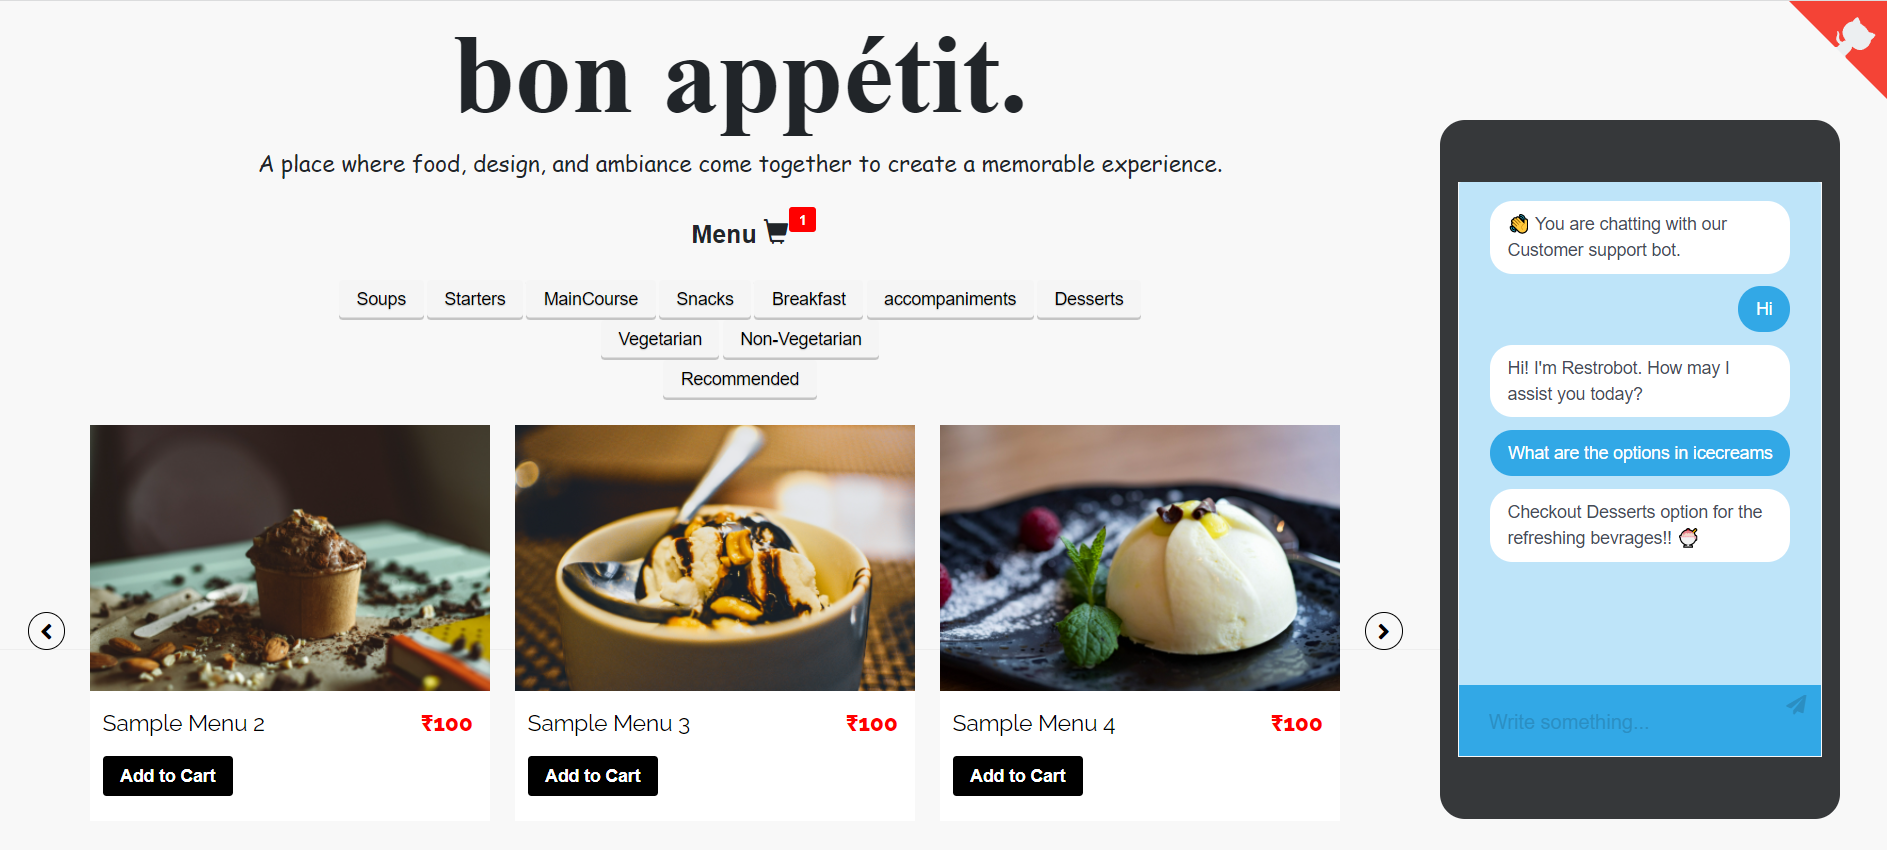 bon appétit.
A place where food, design, and ambiance come together to create a memorable experience.
Menu 1
Soups Starters MainCourse Snacks Breakfast accompaniments Desserts
Vegetarian Non-Vegetarian
Recommended
Sample Menu 2 ₹100
Add to Cart
Sample Menu 3 ₹100
Add to Cart
Sample Menu 4 ₹100
Add to Cart
👋 You are chatting with our
Customer support bot.
Hi
Hi! I'm Restrobot. How may I
assist you today?
What are the options in icecreams
Checkout Desserts option for the
refreshing bevrages!! 🍧
Write something...